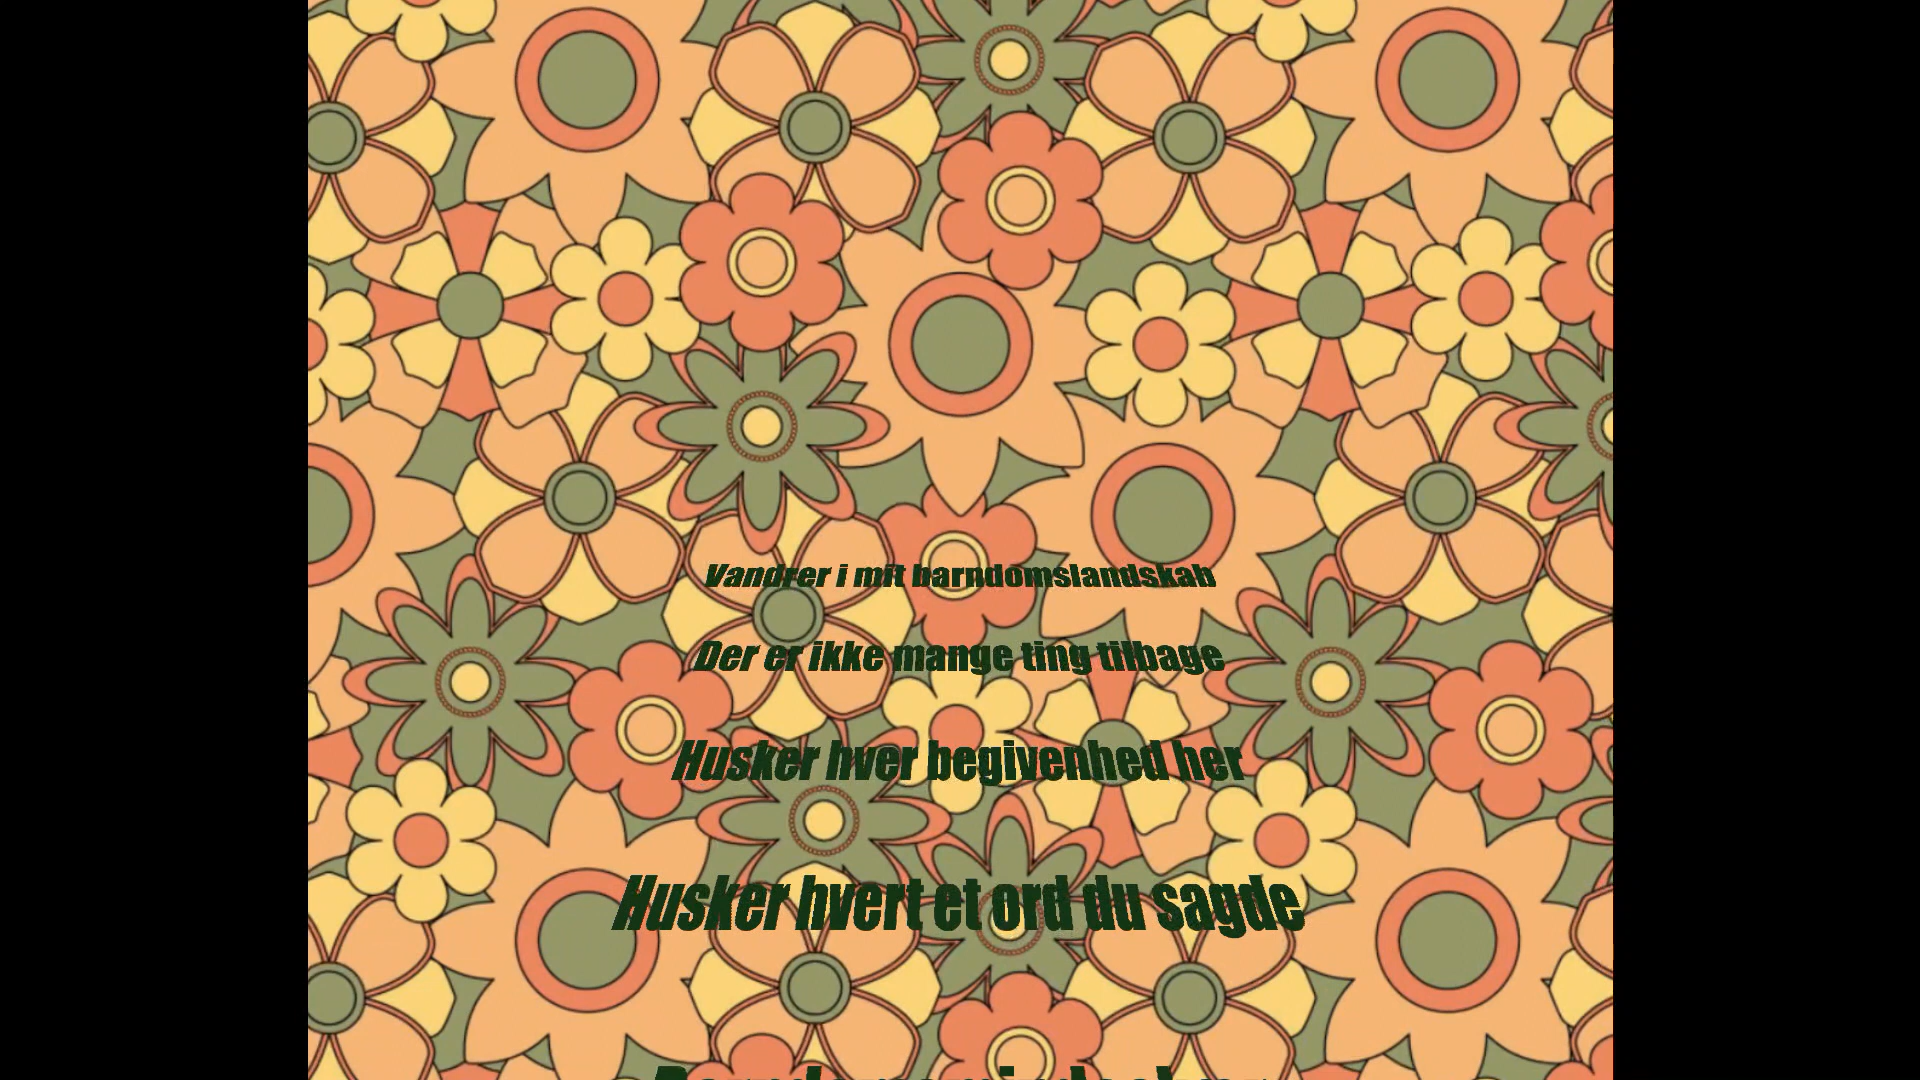 Vandrer i mit barndomslandskab
Der er ikke mange ting tilbage
Husker hver begivenhed her
Husker hvert et ord du sagde